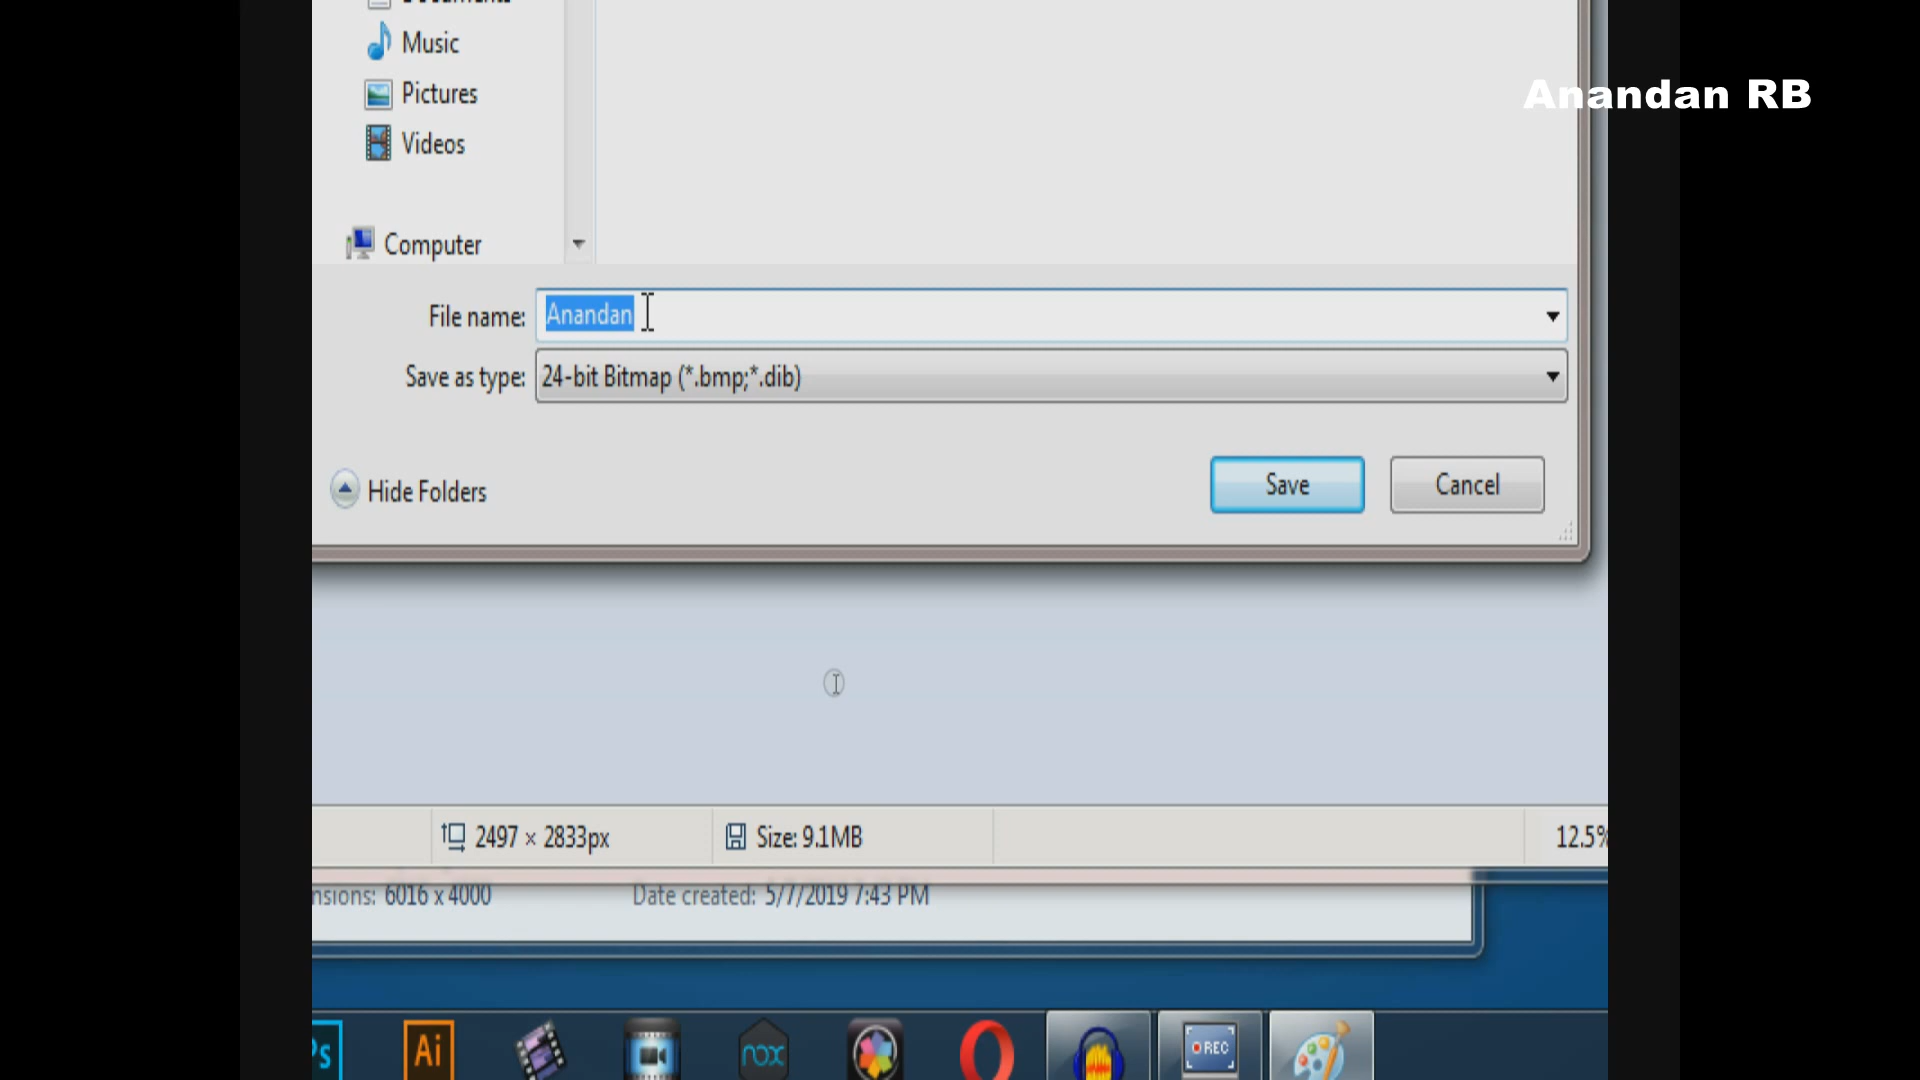 Documents
Music
Pictures
Videos
Computer
Anandan RB
File name: Anandan
Save as type: 24-bit Bitmap (*.bmp;*.dib)
Hide Folders
Save
Cancel
2497 × 2833px
Size: 9.1MB
12.5%
nsions: 6016 x 4000
Date created: 5/7/2019 7:43 PM
Ps
Ai
nox
REC